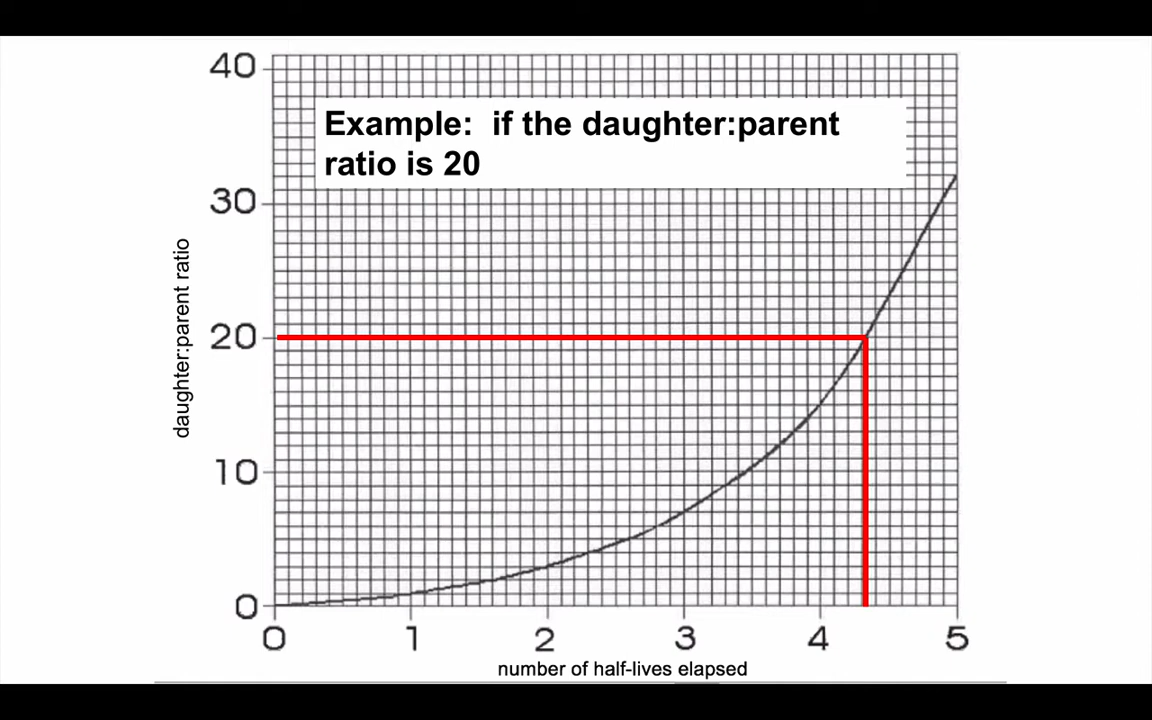 Example:  if the daughter:parent
ratio is 20
40
30
20
10
0
daughter:parent ratio
0 1 2 3 4 5
number of half-lives elapsed